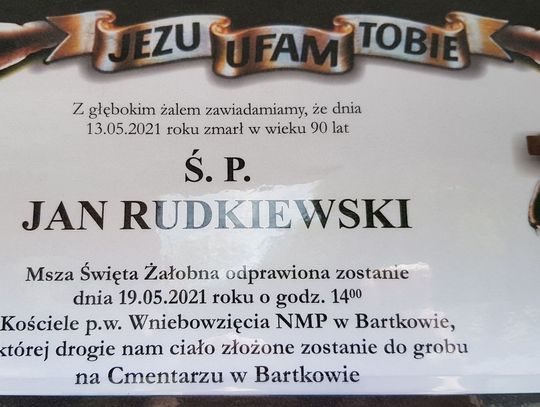 JEZU UFAM TOBIE
Z głębokim żalem zawiadamiamy, że dnia
13.05.2021 roku zmarł w wieku 90 lat
Ś. P.
JAN RUDKIEWSKI
Msza Święta Żałobna odprawiona zostanie
dnia 19.05.2021 roku o godz. 14⁰⁰
Kościele p.w. Wniebowzięcia NMP w Bartkowie,
której drogie nam ciało złożone zostanie do grobu
na Cmentarzu w Bartkowie